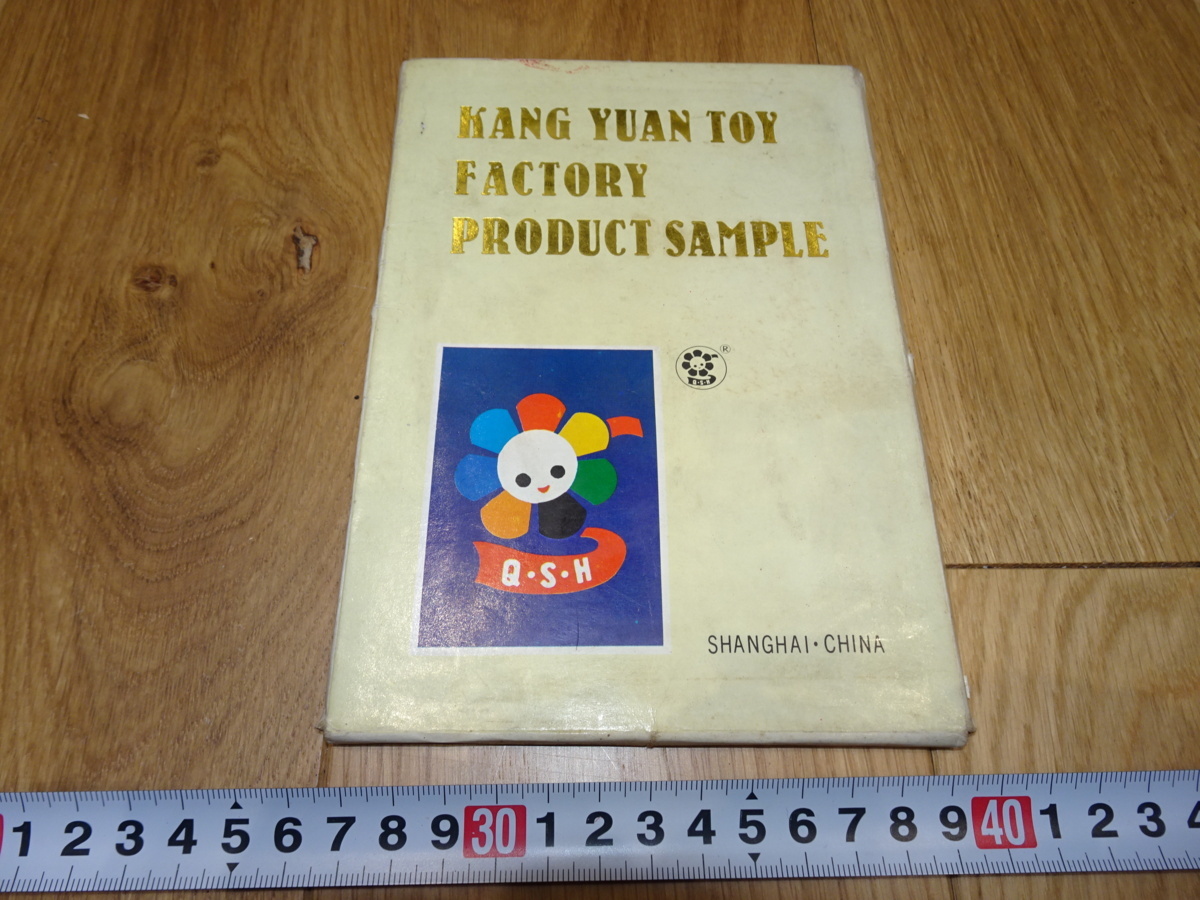 KANG YUAN TOY
FACTORY
PRODUCT SAMPLE
®
Q·S·H
Q·S·H
SHANGHAI·CHINA
1 2 3 4 5 6 7 8 9 30 1 2 3 4 5 6 7 8 9 40 1 2 3 4